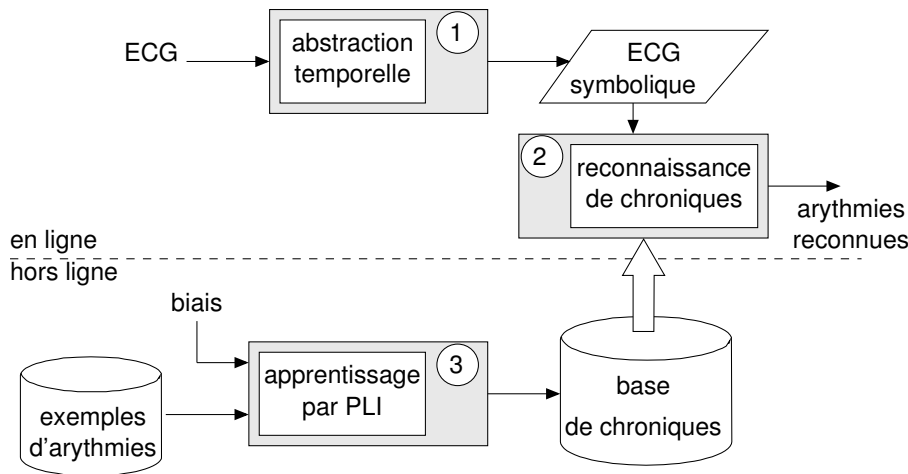 ECG
abstraction
temporelle
1
ECG
symbolique
2
reconnaissance
de chroniques
arythmies
reconnues
en ligne
hors ligne
biais
exemples
d'arythmies
apprentissage
par PLI
3
base
de chroniques